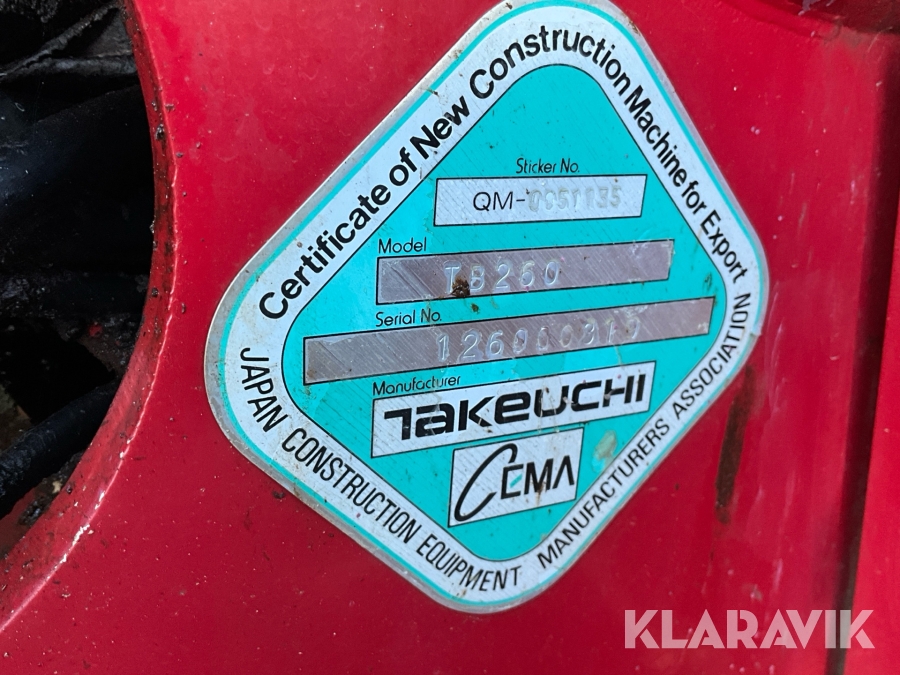 Certificate of New Construction Machine for Export
Sticker No.
QM-0051135
Model
TB260
Serial No.
Manufacturer
TAKEUCHI
CEMA
JAPAN CONSTRUCTION EQUIPMENT MANUFACTURERS ASSOCIATION
KLARAVIK